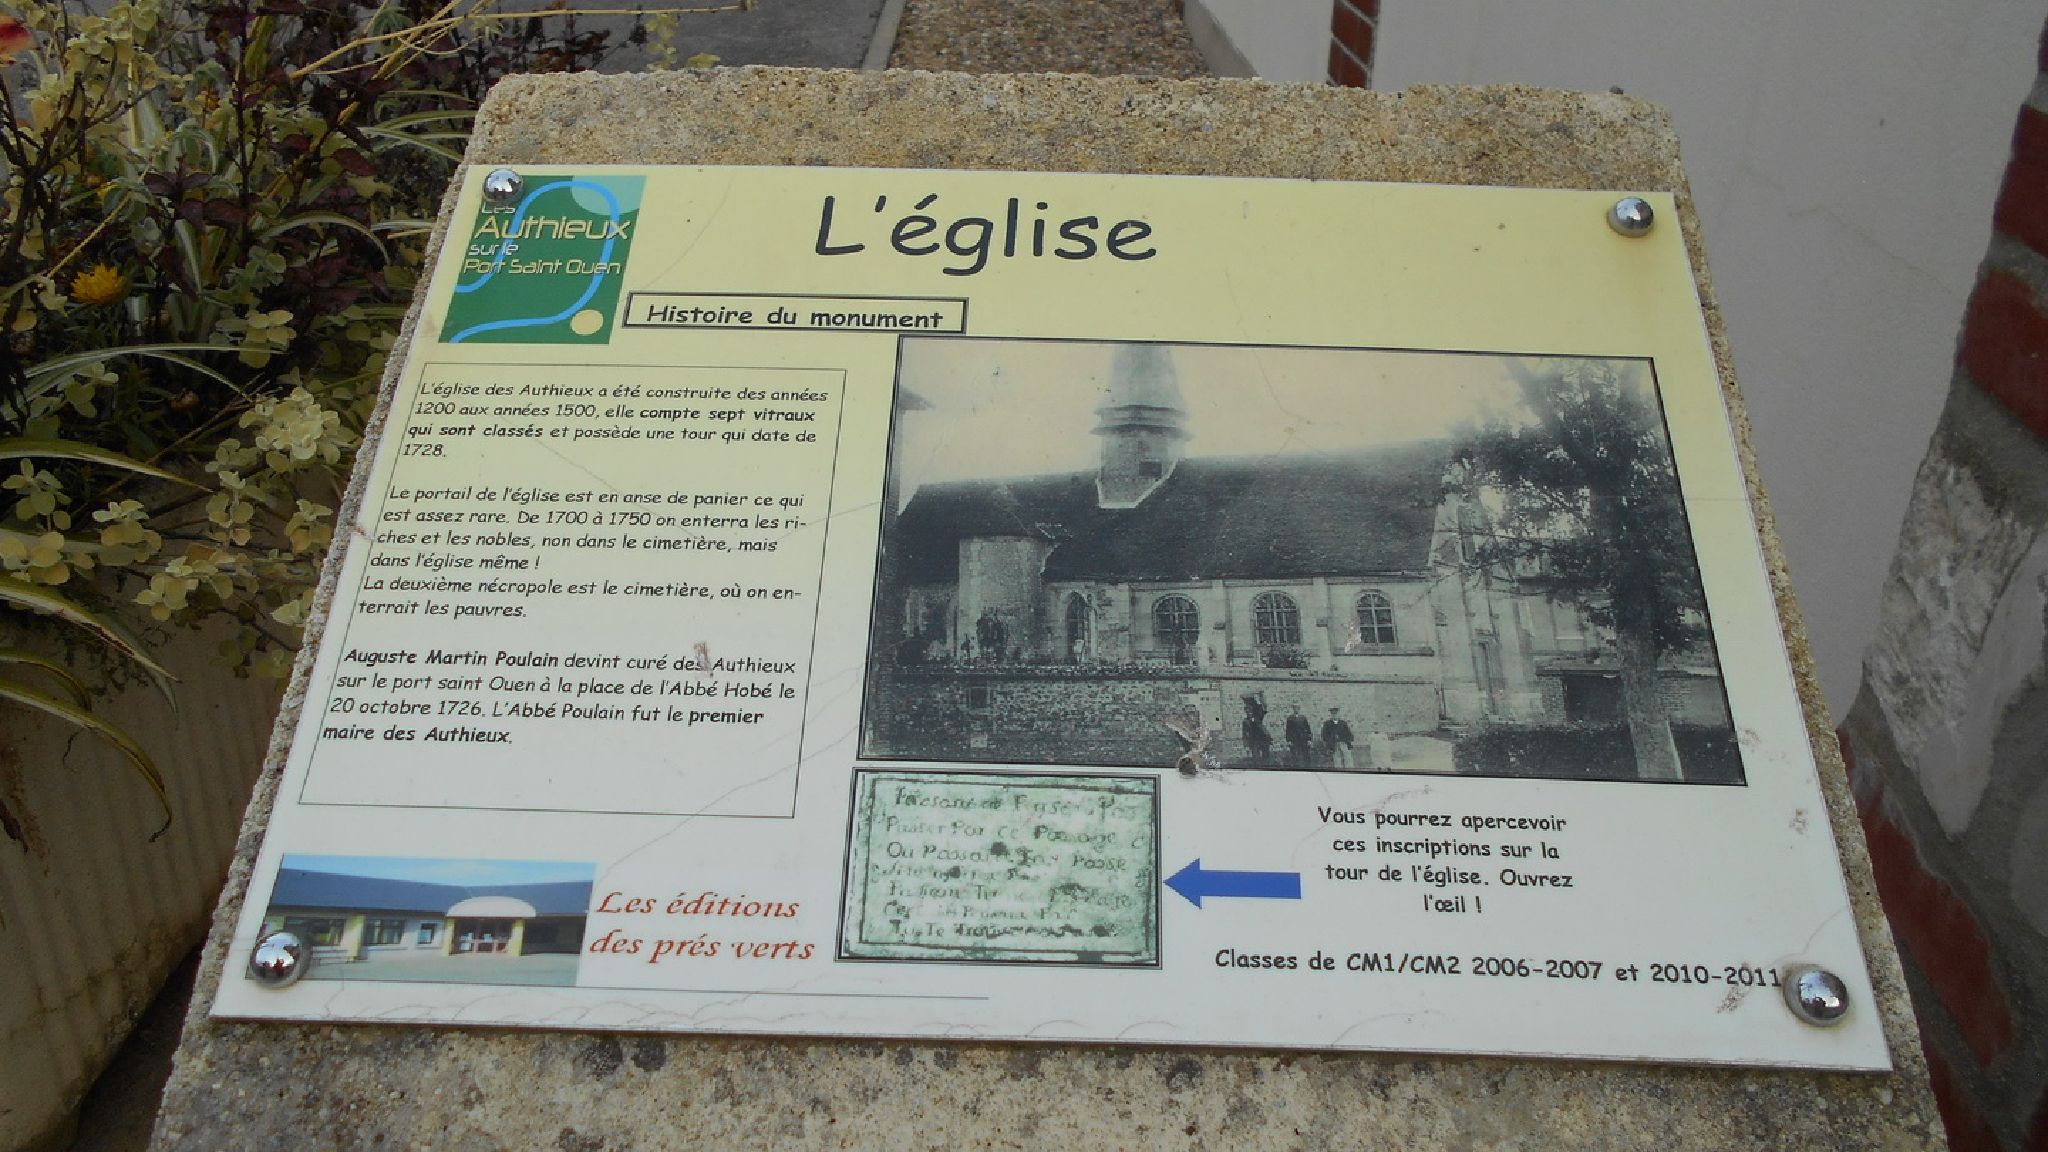 Les
Authieux
sur le
Port Saint Ouen
L'église
Histoire du monument
L'église des Authieux a été construite des années
1200 aux années 1500, elle compte sept vitraux
qui sont classés et possède une tour qui date de
1728.
Le portail de l'église est en anse de panier ce qui
est assez rare. De 1700 à 1750 on enterra les ri-
ches et les nobles, non dans le cimetière, mais
dans l'église même !
La deuxième nécropole est le cimetière, où on en-
terrait les pauvres.
Auguste Martin Poulain devint curé des Authieux
sur le port saint Ouen à la place de l'Abbé Hobé le
20 octobre 1726. L'Abbé Poulain fut le premier
maire des Authieux.
Passer Par ce Passage
Ou Passant
Vous pourrez apercevoir
ces inscriptions sur la
tour de l'église. Ouvrez
l'œil !
Les éditions
des prés verts
Classes de CM1/CM2 2006-2007 et 2010-2011